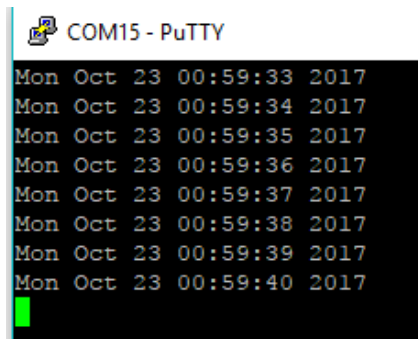 COM15 - PuTTY
Mon Oct 23 00:59:33 2017
Mon Oct 23 00:59:34 2017
Mon Oct 23 00:59:35 2017
Mon Oct 23 00:59:36 2017
Mon Oct 23 00:59:37 2017
Mon Oct 23 00:59:38 2017
Mon Oct 23 00:59:39 2017
Mon Oct 23 00:59:40 2017